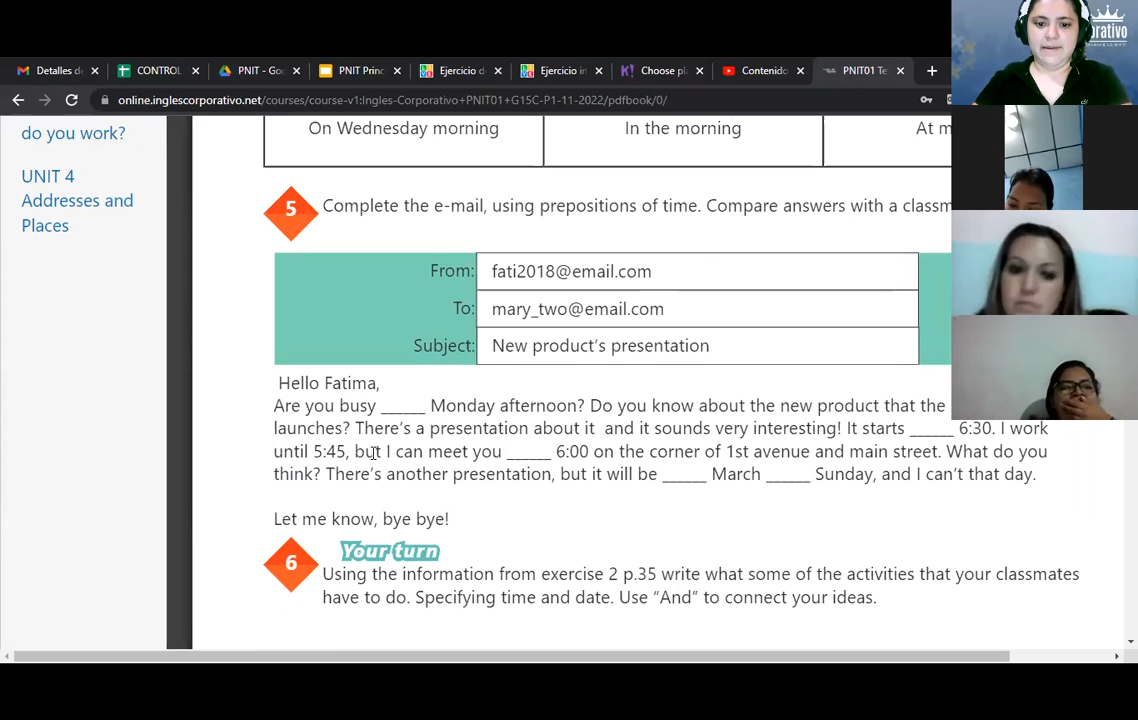 Detalles de
CONTROL
PNIT - Goo
PNIT Princ
Ejercicio de
Ejercicio in
Choose pl
Contenido
PNIT01 Te
online.inglescorporativo.net/courses/course-v1:Ingles-Corporativo+PNIT01+G15C-P1-11-2022/pdfbook/0/
do you work?
UNIT 4
Addresses and
Places
On Wednesday morning
In the morning
At m
5
Complete the e-mail, using prepositions of time. Compare answers with a classm
From:
fati2018@email.com
To:
mary_two@email.com
Subject:
New product's presentation
Hello Fatima,
Are you busy ______ Monday afternoon? Do you know about the new product that the
launches? There's a presentation about it and it sounds very interesting! It starts ______ 6:30. I work
until 5:45, but I can meet you ______ 6:00 on the corner of 1st avenue and main street. What do you
think? There's another presentation, but it will be ______ March ______ Sunday, and I can't that day.
Let me know, bye bye!
6
Your turn
Using the information from exercise 2 p.35 write what some of the activities that your classmates
have to do. Specifying time and date. Use “And” to connect your ideas.